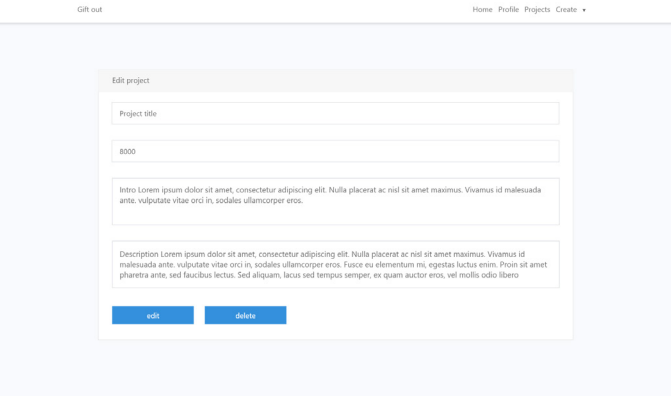 Gift out
Home Profile Projects Create ▾
Edit project
Project title
8000
Intro Lorem ipsum dolor sit amet, consectetur adipiscing elit. Nulla placerat ac nisl sit amet maximus. Vivamus id malesuada
ante. vulputate vitae orci in, sodales ullamcorper eros.
Description Lorem ipsum dolor sit amet, consectetur adipiscing elit. Nulla placerat ac nisl sit amet maximus. Vivamus id
malesuada ante. vulputate vitae orci in, sodales ullamcorper eros. Fusce eu elementum mi, egestas luctus enim. Proin sit amet
pharetra ante, sed faucibus lectus. Sed aliquam, lacus sed tempus semper, ex quam auctor eros, vel mollis odio libero
edit
delete